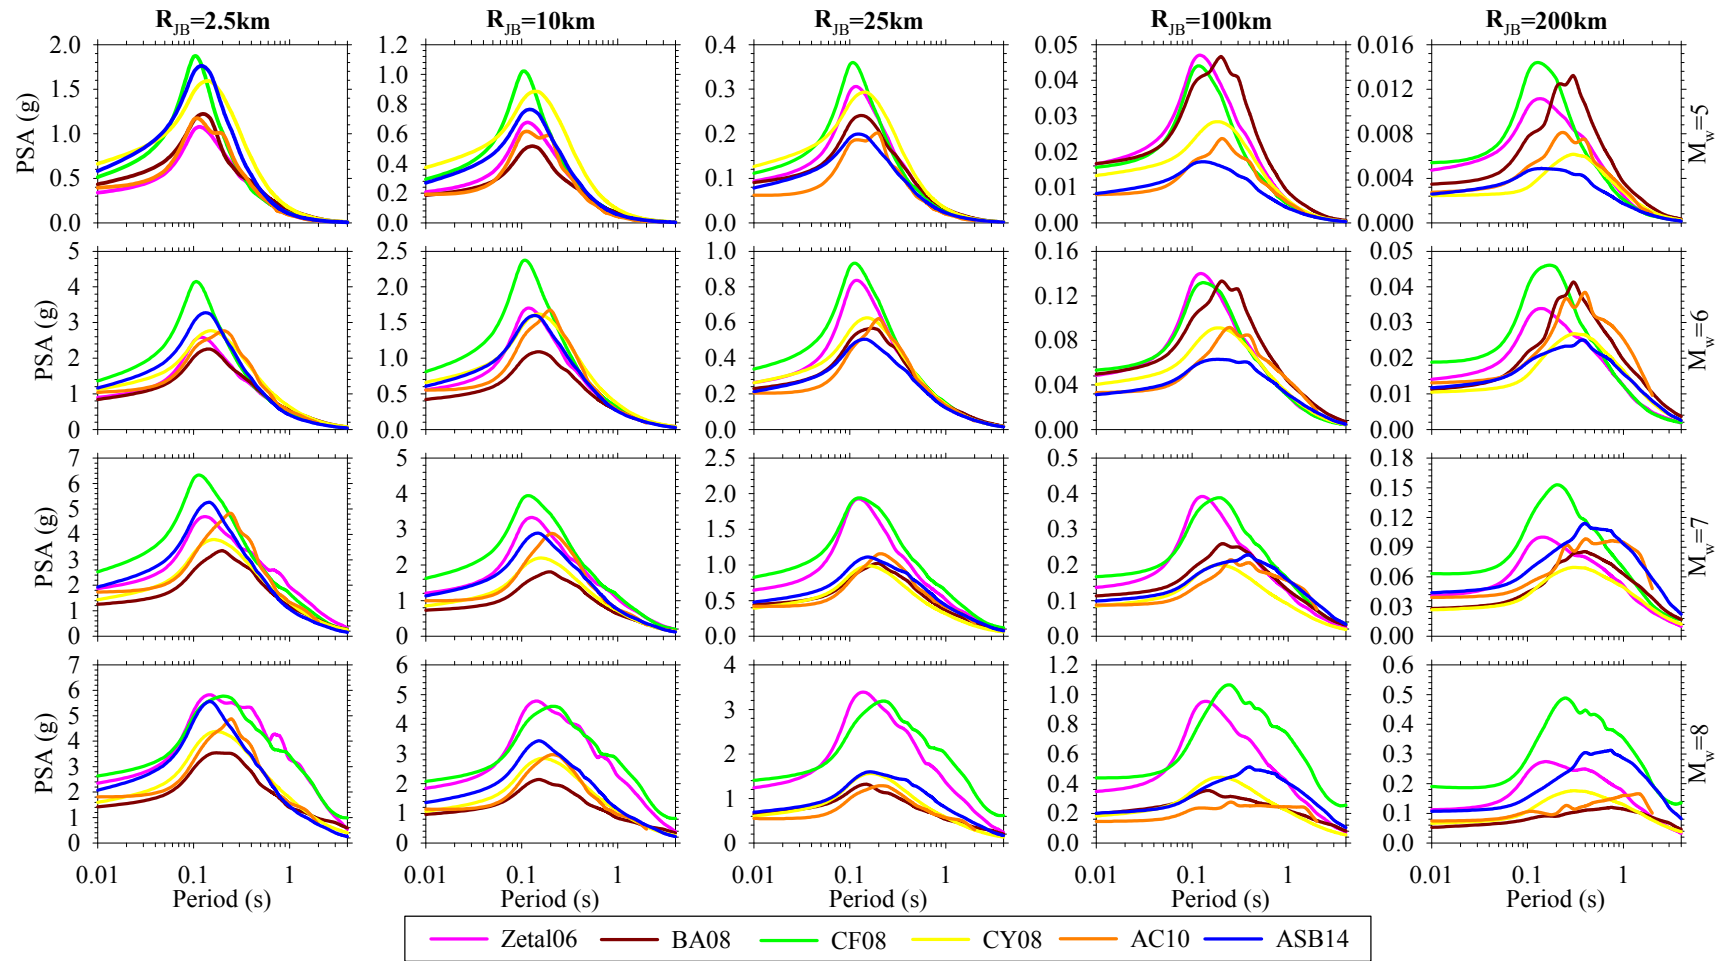 R_JB=2.5km R_JB=10km R_JB=25km R_JB=100km R_JB=200km
2.0 1.5 1.0 0.5 0.0
1.2 1.0 0.8 0.6 0.4 0.2 0.0
0.4 0.3 0.2 0.1 0.0
0.05 0.04 0.03 0.02 0.01 0.00
0.016 0.012 0.008 0.004 0.000
PSA (g)
M_w=5
5 4 3 2 1 0
2.5 2.0 1.5 1.0 0.5 0.0
1.0 0.8 0.6 0.4 0.2 0.0
0.16 0.12 0.08 0.04 0.00
0.05 0.04 0.03 0.02 0.01 0.00
PSA (g)
M_w=6
7 6 5 4 3 2 1 0
5 4 3 2 1 0
2.5 2.0 1.5 1.0 0.5 0.0
0.5 0.4 0.3 0.2 0.1 0.0
0.18 0.15 0.12 0.09 0.06 0.03 0.00
PSA (g)
M_w=7
7 6 5 4 3 2 1 0
6 5 4 3 2 1 0
4 3 2 1 0
1.2 1.0 0.8 0.6 0.4 0.2 0.0
0.6 0.5 0.4 0.3 0.2 0.1 0.0
PSA (g)
M_w=8
0.01 0.1 1 0.01 0.1 1 0.01 0.1 1 0.01 0.1 1 0.01 0.1 1
Period (s) Period (s) Period (s) Period (s) Period (s)
Zetal06 BA08 CF08 CY08 AC10 ASB14